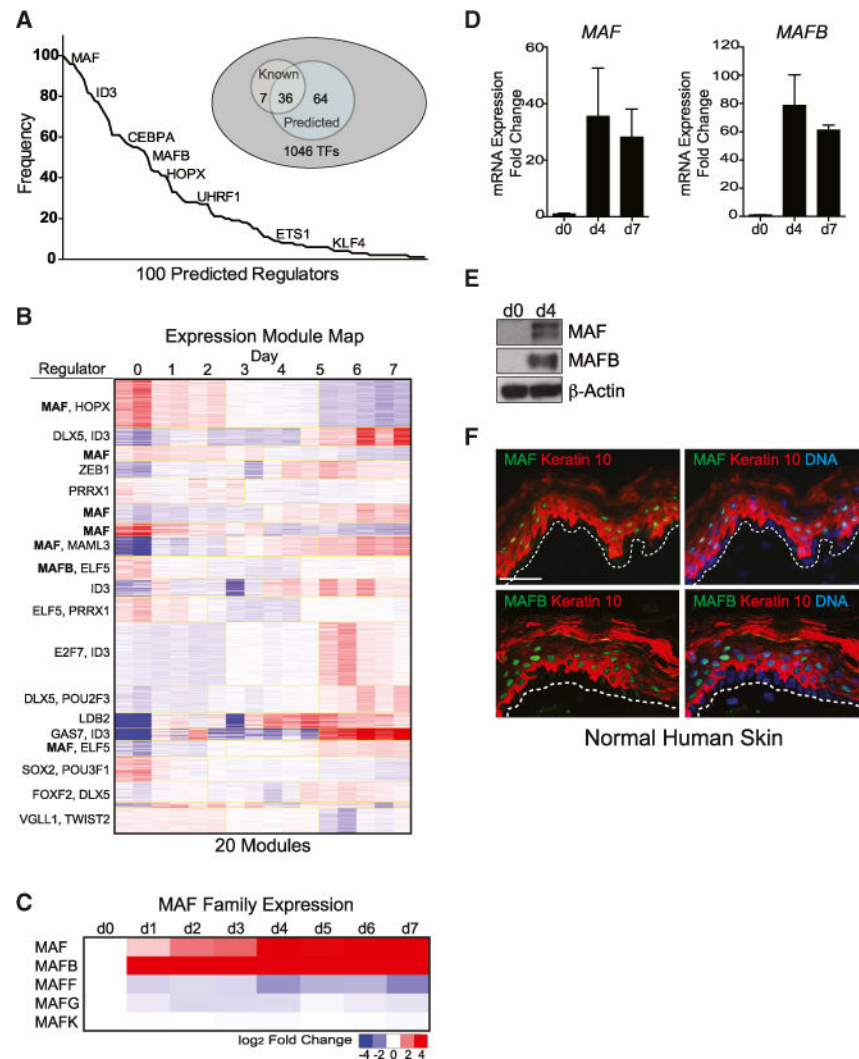 A
100
80
60
40
20
0
Frequency
MAF
ID3
CEBPA
MAFB
HOPX
UHRF1
ETS1
KLF4
Known
7 36 64
Predicted
1046 TFs
100 Predicted Regulators
B
Expression Module Map
Day
Regulator 0 1 2 3 4 5 6 7
MAF, HOPX
DLX5, ID3
MAF
ZEB1
PRRX1
MAF
MAF
MAF, MAML3
MAFB, ELF5
ID3
ELF5, PRRX1
E2F7, ID3
DLX5, POU2F3
LDB2
GAS7, ID3
MAF, ELF5
SOX2, POU3F1
FOXF2, DLX5
VGLL1, TWIST2
20 Modules
C
MAF Family Expression
d0 d1 d2 d3 d4 d5 d6 d7
MAF
MAFB
MAFF
MAFG
MAFK
log2 Fold Change
-4 -2 0 2 4
D
MAF
mRNA Expression
Fold Change
60
40
20
0
d0 d4 d7
MAFB
mRNA Expression
Fold Change
120
100
80
60
40
20
0
d0 d4 d7
E
d0 d4
MAF
MAFB
β-Actin
F
MAF Keratin 10
MAF Keratin 10 DNA
MAFB Keratin 10
MAFB Keratin 10 DNA
Normal Human Skin